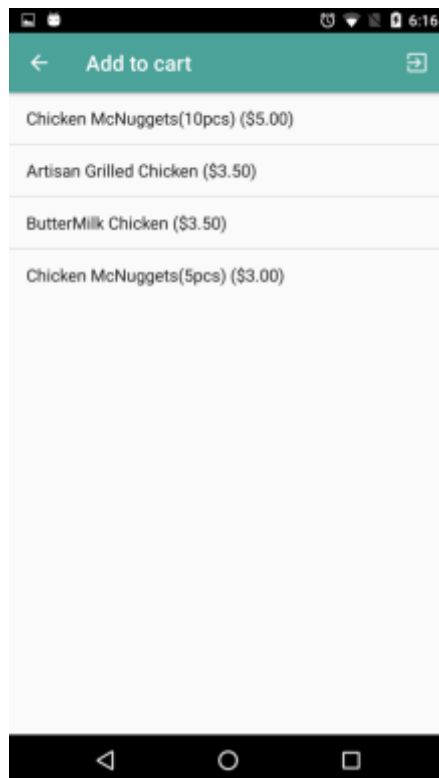 6:16
Add to cart
Chicken McNuggets(10pcs) ($5.00)
Artisan Grilled Chicken ($3.50)
ButterMilk Chicken ($3.50)
Chicken McNuggets(5pcs) ($3.00)